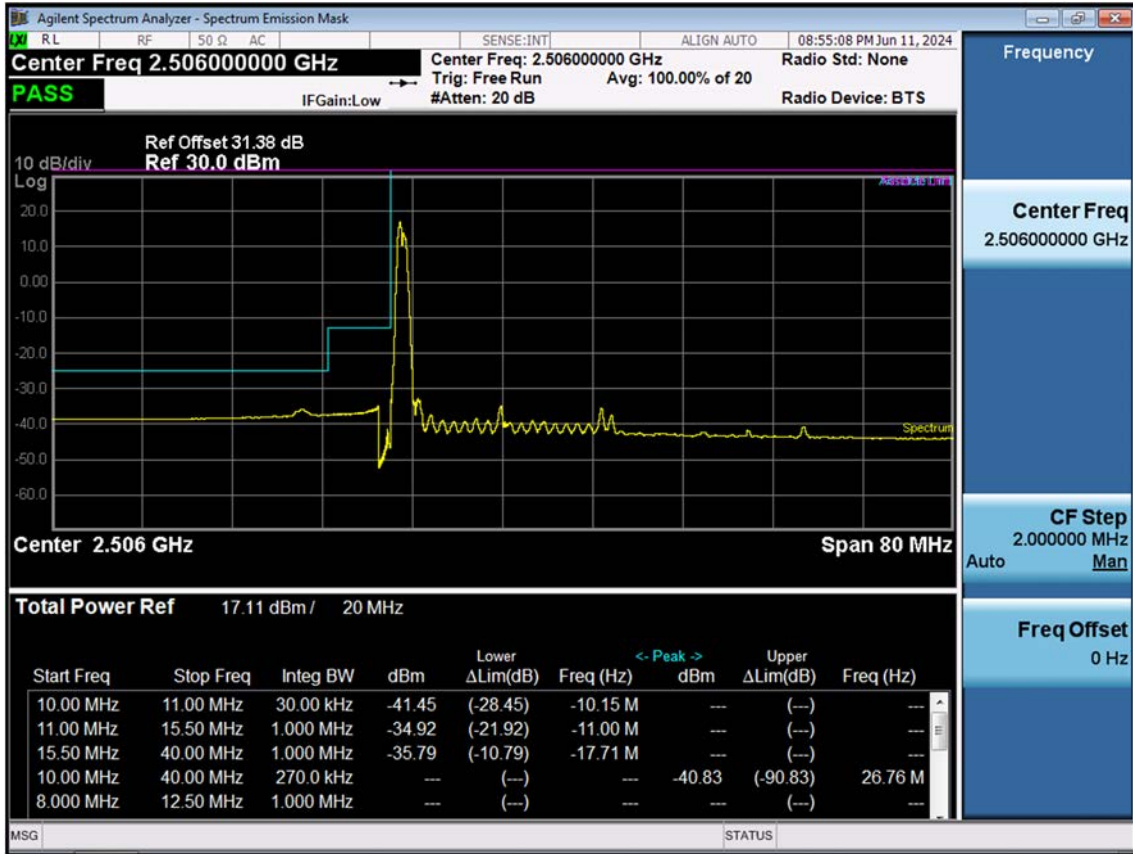 Agilent Spectrum Analyzer - Spectrum Emission Mask
LXI RL RF 50 Ω AC SENSE:INT ALIGN AUTO 08:55:08 PM Jun 11, 2024
Center Freq 2.506000000 GHz
Center Freq: 2.506000000 GHz Radio Std: None
Trig: Free Run Avg: 100.00% of 20
PASS IFGain:Low #Atten: 20 dB Radio Device: BTS
Ref Offset 31.38 dB
10 dB/div Ref 30.0 dBm
Log
20.0
10.0
0.00
-10.0
-20.0
-30.0
-40.0
-50.0
-60.0
Spectrum
Center 2.506 GHz Span 80 MHz
Total Power Ref 17.11 dBm / 20 MHz
Lower <- Peak -> Upper
Start Freq Stop Freq Integ BW dBm ΔLim(dB) Freq (Hz) dBm ΔLim(dB) Freq (Hz)
10.00 MHz 11.00 MHz 30.00 kHz -41.45 (-28.45) -10.15 M --- (---) ---
11.00 MHz 15.50 MHz 1.000 MHz -34.92 (-21.92) -11.00 M --- (---) ---
15.50 MHz 40.00 MHz 1.000 MHz -35.79 (-10.79) -17.71 M --- (---) ---
10.00 MHz 40.00 MHz 270.0 kHz --- (---) --- -40.83 (-90.83) 26.76 M
8.000 MHz 12.50 MHz 1.000 MHz --- (---) --- --- (---) ---
MSG STATUS
Frequency
Center Freq
2.506000000 GHz
CF Step
2.000000 MHz
Auto Man
Freq Offset
0 Hz